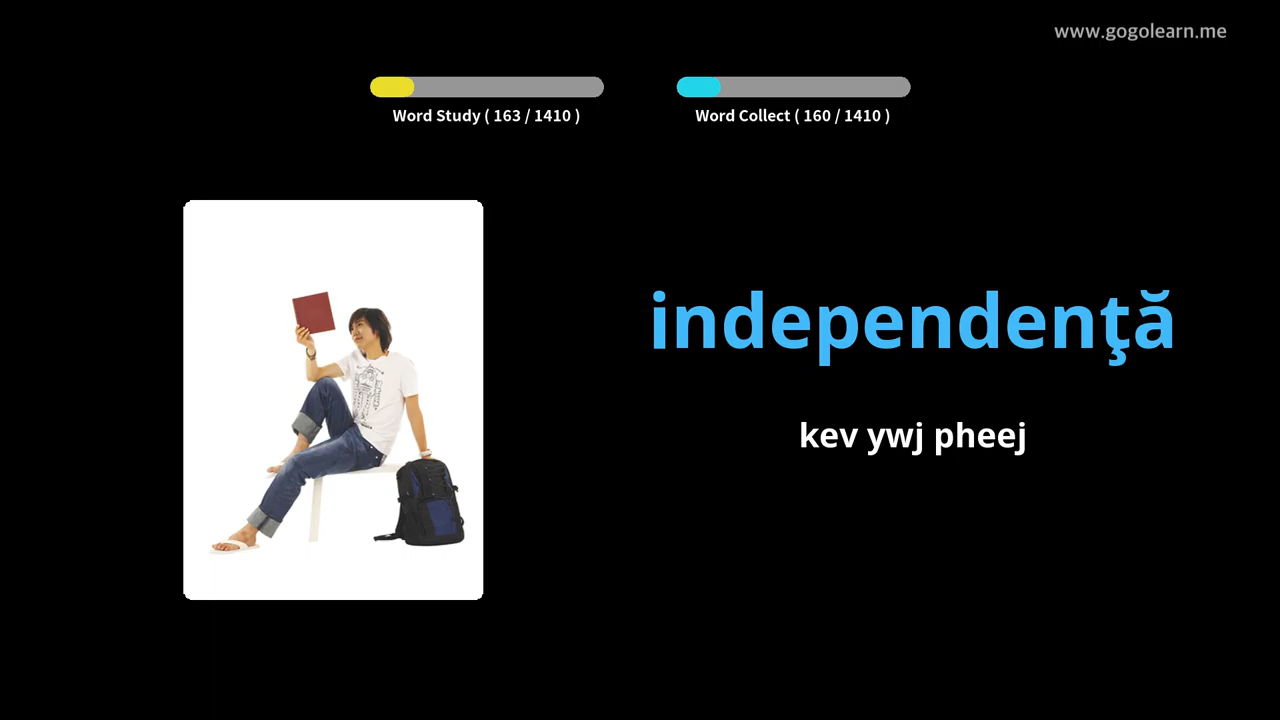 www.gogolearn.me
Word Study ( 163 / 1410 )
Word Collect ( 160 / 1410 )
independenţă
kev ywj pheej